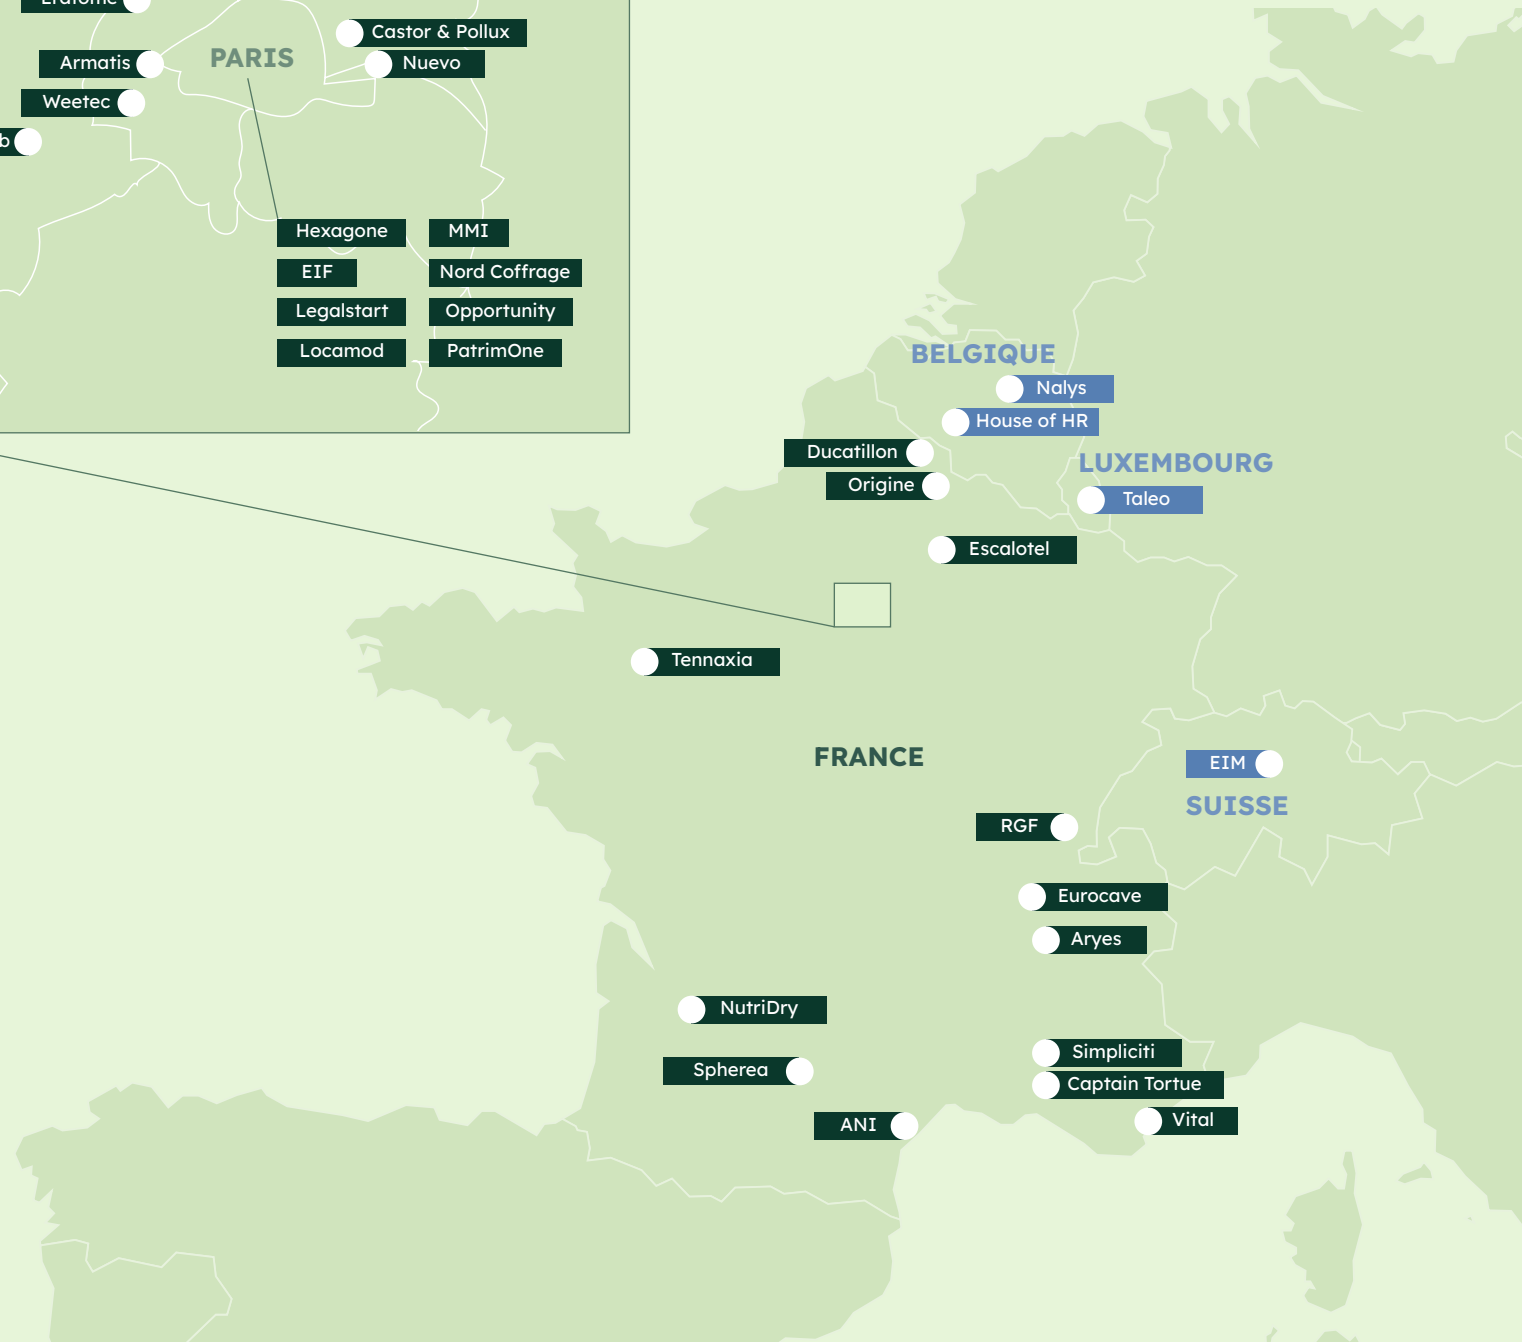 Castor & Pollux
PARIS
Armatis
Nuevo
Weetec
b
Hexagone
MMI
EIF
Nord Coffrage
Legalstart
Opportunity
Locamod
PatrimOne
BELGIQUE
Nalys
House of HR
Ducatillon
LUXEMBOURG
Origine
Taleo
Escalotel
Tennaxia
FRANCE
EIM
SUISSE
RGF
Eurocave
Aryes
NutriDry
Simpliciti
Spherea
Captain Tortue
Vital
ANI